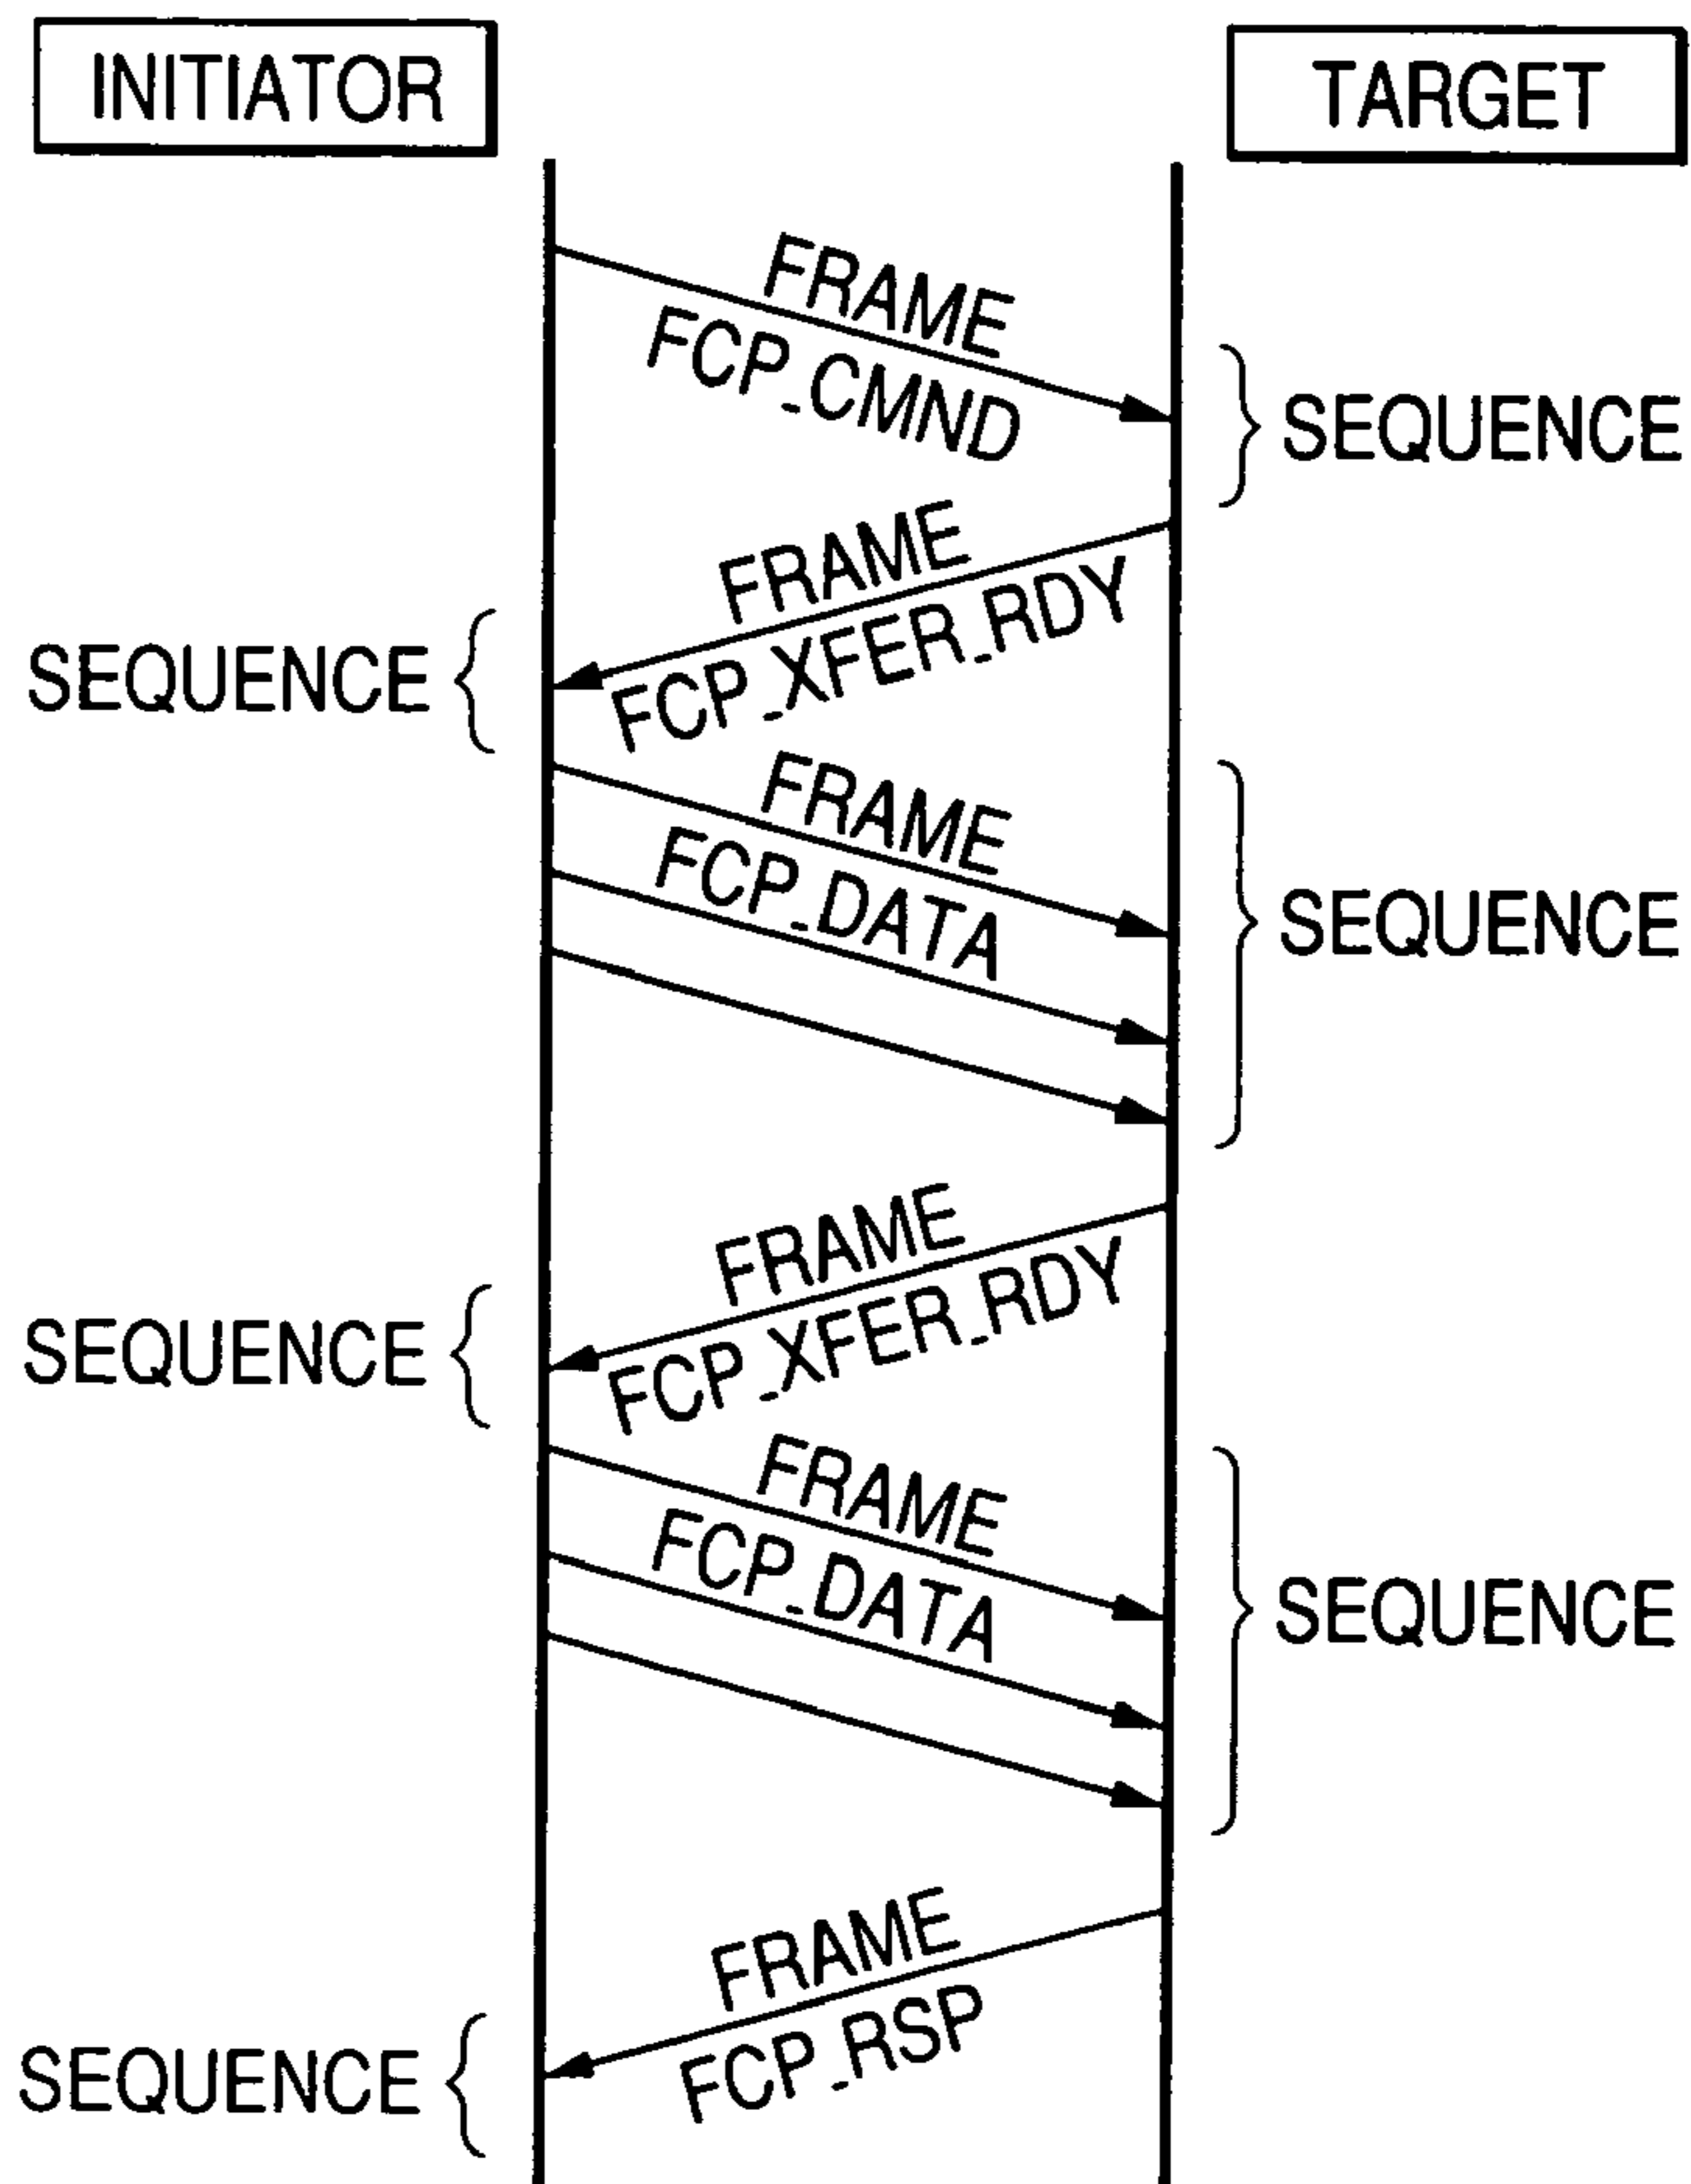 INITIATOR
TARGET
FRAME
FCP_CMND
SEQUENCE
FRAME
FCP_XFER_RDY
SEQUENCE
FRAME
FCP_DATA
SEQUENCE
FRAME
FCP_XFER_RDY
SEQUENCE
FRAME
FCP_DATA
SEQUENCE
FRAME
FCP_RSP
SEQUENCE